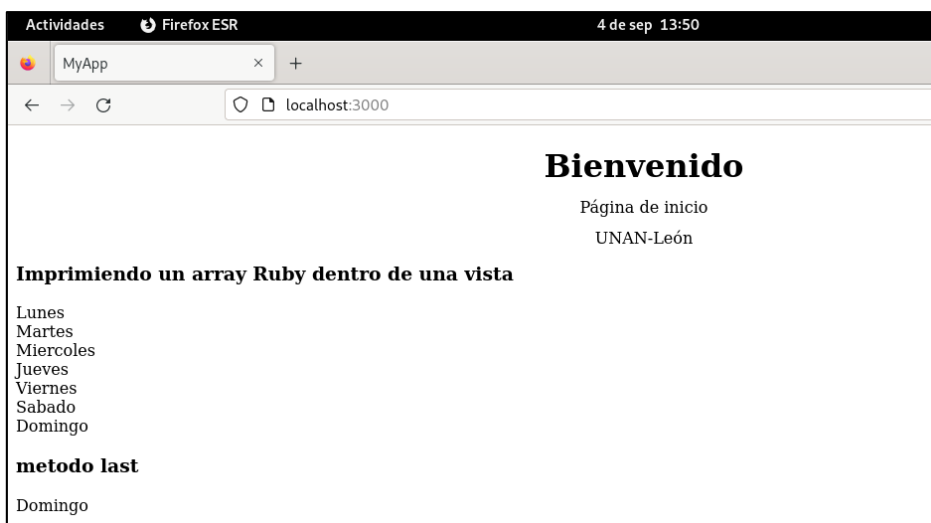 Actividades Firefox ESR 4 de sep 13:50
MyApp
localhost:3000
Bienvenido
Página de inicio
UNAN-León
Imprimiendo un array Ruby dentro de una vista
Lunes
Martes
Miercoles
Jueves
Viernes
Sabado
Domingo
metodo last
Domingo